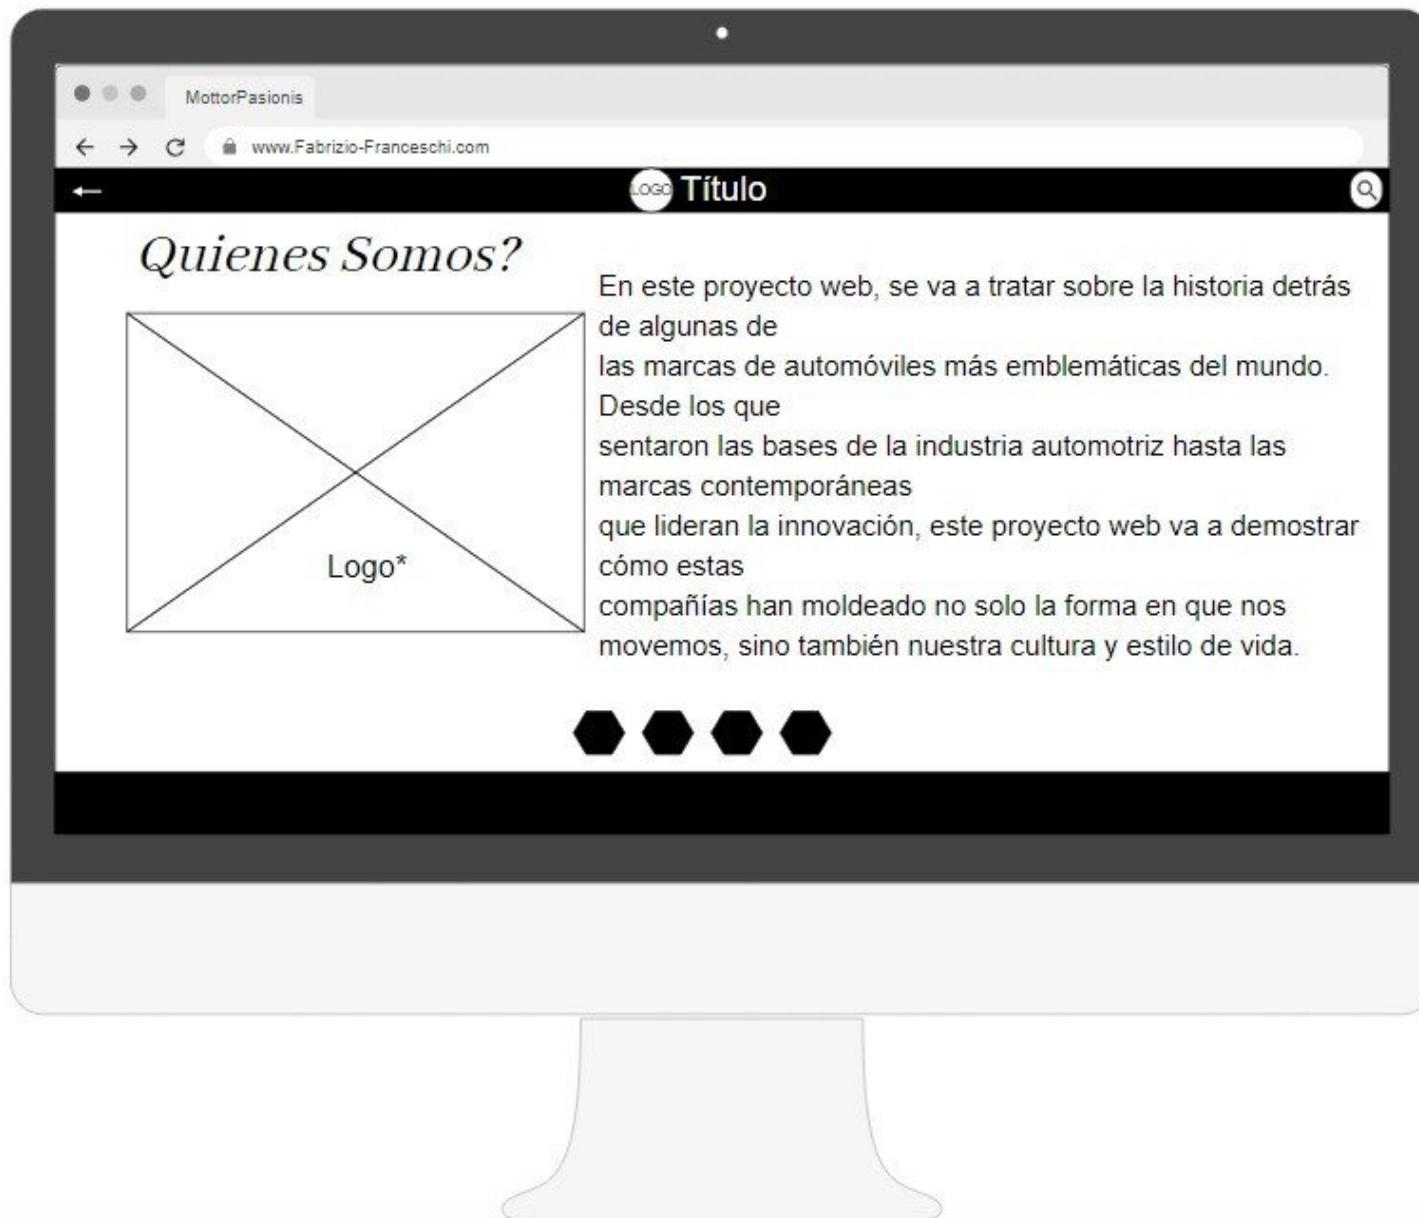 MottorPasionis
www.Fabrizio-Franceschi.com
LOGO Título
Quienes Somos?
En este proyecto web, se va a tratar sobre la historia detrás
de algunas de
las marcas de automóviles más emblemáticas del mundo.
Desde los que
sentaron las bases de la industria automotriz hasta las
marcas contemporáneas
que lideran la innovación, este proyecto web va a demostrar
cómo estas
compañías han moldeado no solo la forma en que nos
movemos, sino también nuestra cultura y estilo de vida.
Logo*